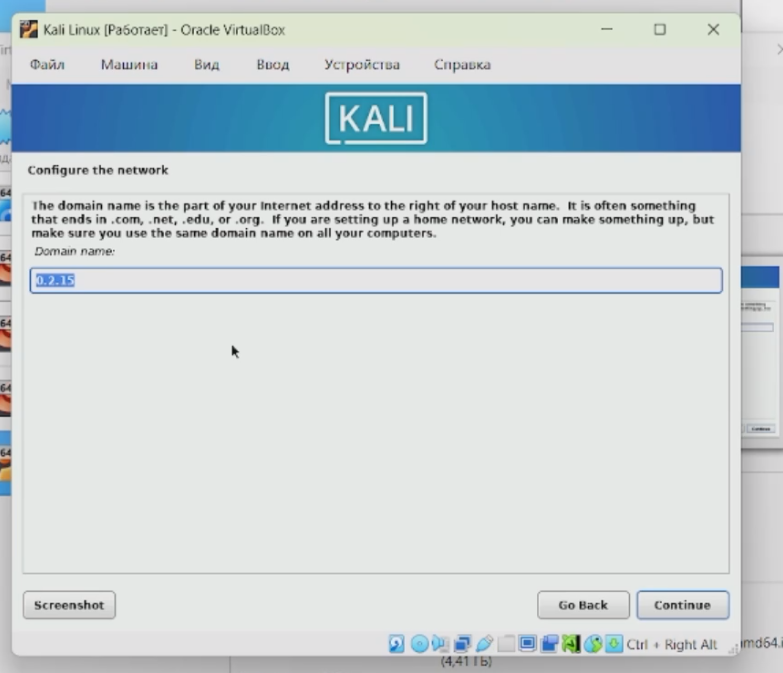 Kali Linux [Работает] - Oracle VirtualBox
Файл Машина Вид Ввод Устройства Справка
KALI
Configure the network
The domain name is the part of your Internet address to the right of your host name. It is often something
that ends in .com, .net, .edu, or .org. If you are setting up a home network, you can make something up, but
make sure you use the same domain name on all your computers.
Domain name:
0.2.15
Screenshot Go Back Continue
Ctrl + Right Alt
(4,41 ГБ)